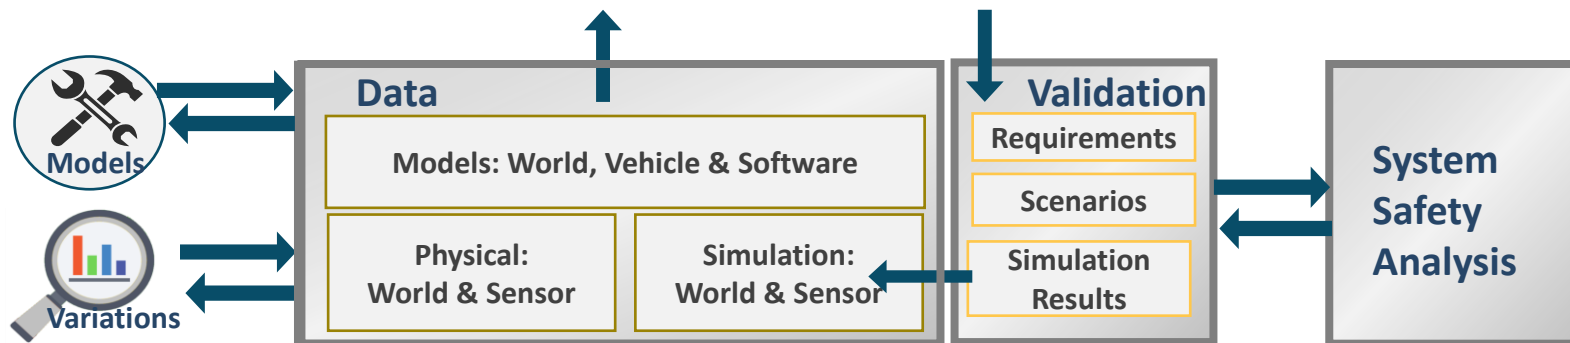 Models
Variations
Data
Models: World, Vehicle & Software
Physical:
World & Sensor
Simulation:
World & Sensor
Validation
Requirements
Scenarios
Simulation
Results
System
Safety
Analysis